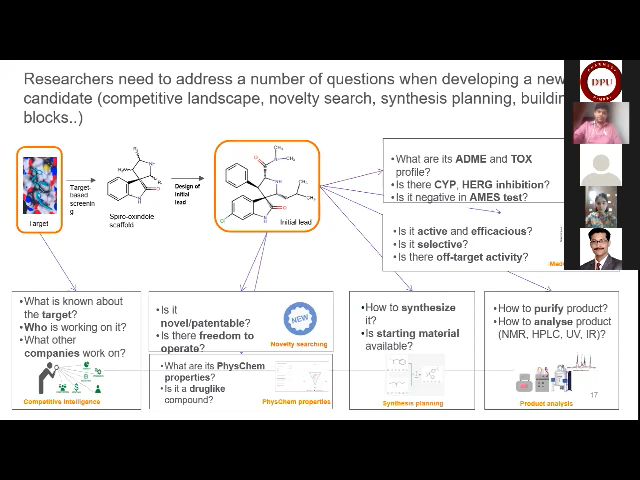 Researchers need to address a number of questions when developing a new
candidate (competitive landscape, novelty search, synthesis planning, buildin
blocks..)
DPU
Target-
based
screenin
g
Target
Spiro-oxindole
scaffold
Design of
initial
lead
Initial lead
•What are its ADME and TOX
profile?
•Is there CYP, HERG inhibition?
•Is it negative in AMES test?
•Is it active and efficacious?
•Is it selective?
•Is there off-target activity?
•What is known about
the target?
•Who is working on it?
•What other
companies work on?
Competitive Intelligence
•Is it
novel/patentable?
•Is there freedom to
operate?
NEW
Novelty searching
•What are its PhysChem
properties?
•Is it a druglike
compound?
PhysChem properties
•How to synthesize
it?
•Is starting material
available?
Synthesis planning
•How to purify product?
•How to analyse product
(NMR, HPLC, UV, IR)?
Product analysis
17